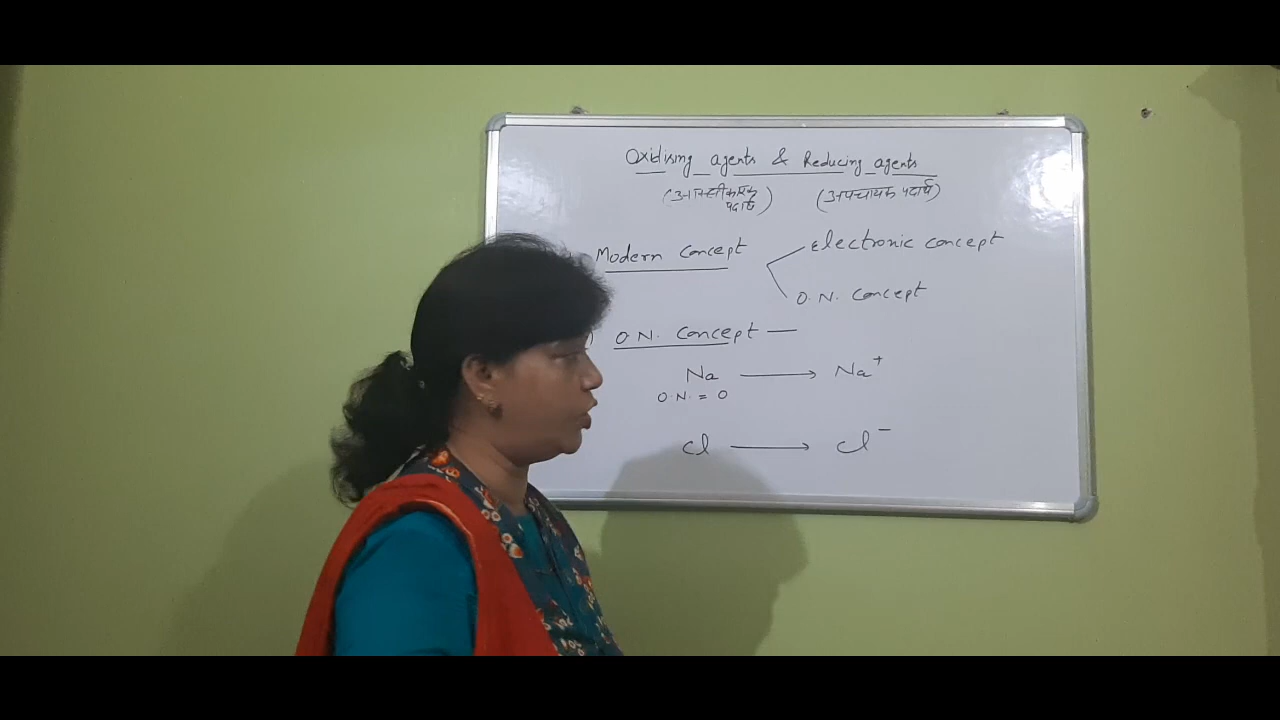 Oxidising agents & Reducing agents
(आक्सीकारक पदार्थ) (अपचायक पदार्थ)
Modern Concept
Electronic concept
O.N. Concept
) O.N. Concept —
Na ⟶ Na⁺
O.N. = 0
Cl ⟶ Cl⁻